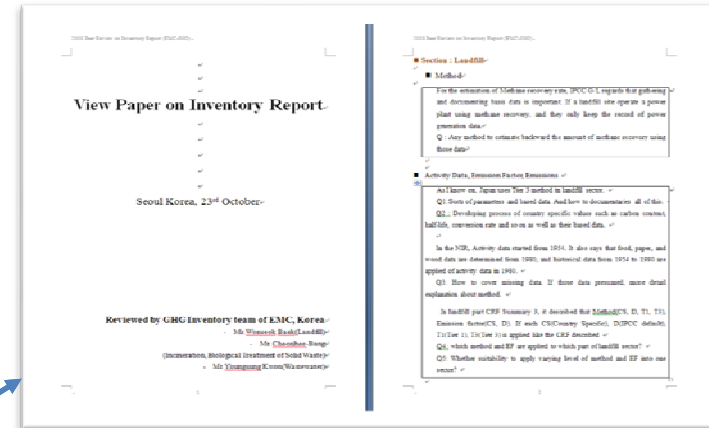 2008 Peer Review on Inventory Report (EMC-JNIE)
View Paper on Inventory Report
Seoul Korea, 23rd October
Reviewed by GHG Inventory team of EMC, Korea
- Mr (Landfill)
- Mr
(Incineration, Biological Treatment of Solid Waste)
- Mr (Wastewater)
Section : Landfill
Method
For the estimation of Methane recovery rate, IPCC G-L regards that gathering
and documenting basis data is important. If a landfill site operate a power
plant using methane recovery, and they only keep the record of power
generation data.
Q : Any method to estimate backward the amount of methane recovery using
those data
Activity Data, Emission Factor, Emissions
As I know on, Japan uses Tier 3 method in landfill sector.
Q1. Sorts of parameters and based data. And how to documentaries all of this.
Q2. : Developing process of country specific values such as carbon content,
half-life, conversion rate and so on as well as their based data.
In the NIR, Activity data started from 1954. It also says that food, paper, and
wood data are determined from 1980, and historical data from 1954 to 1980 are
applied of activity data in 1980.
Q3: How to cover missing data. If those data presumed, more detail
explanation about method.
In landfill part CRF Summary 3, it described that Method(CS, D, T1, T3),
Emission factor(CS, D). If each CS(Country Specific), D(IPCC default),
T1(Tier 1), T3(Tier 3) is applied like the CRF described
Q4. which method and EF are applied to which part of landfill sector?
Q5. Whether suitability to apply varying level of method and EF into one
sector?